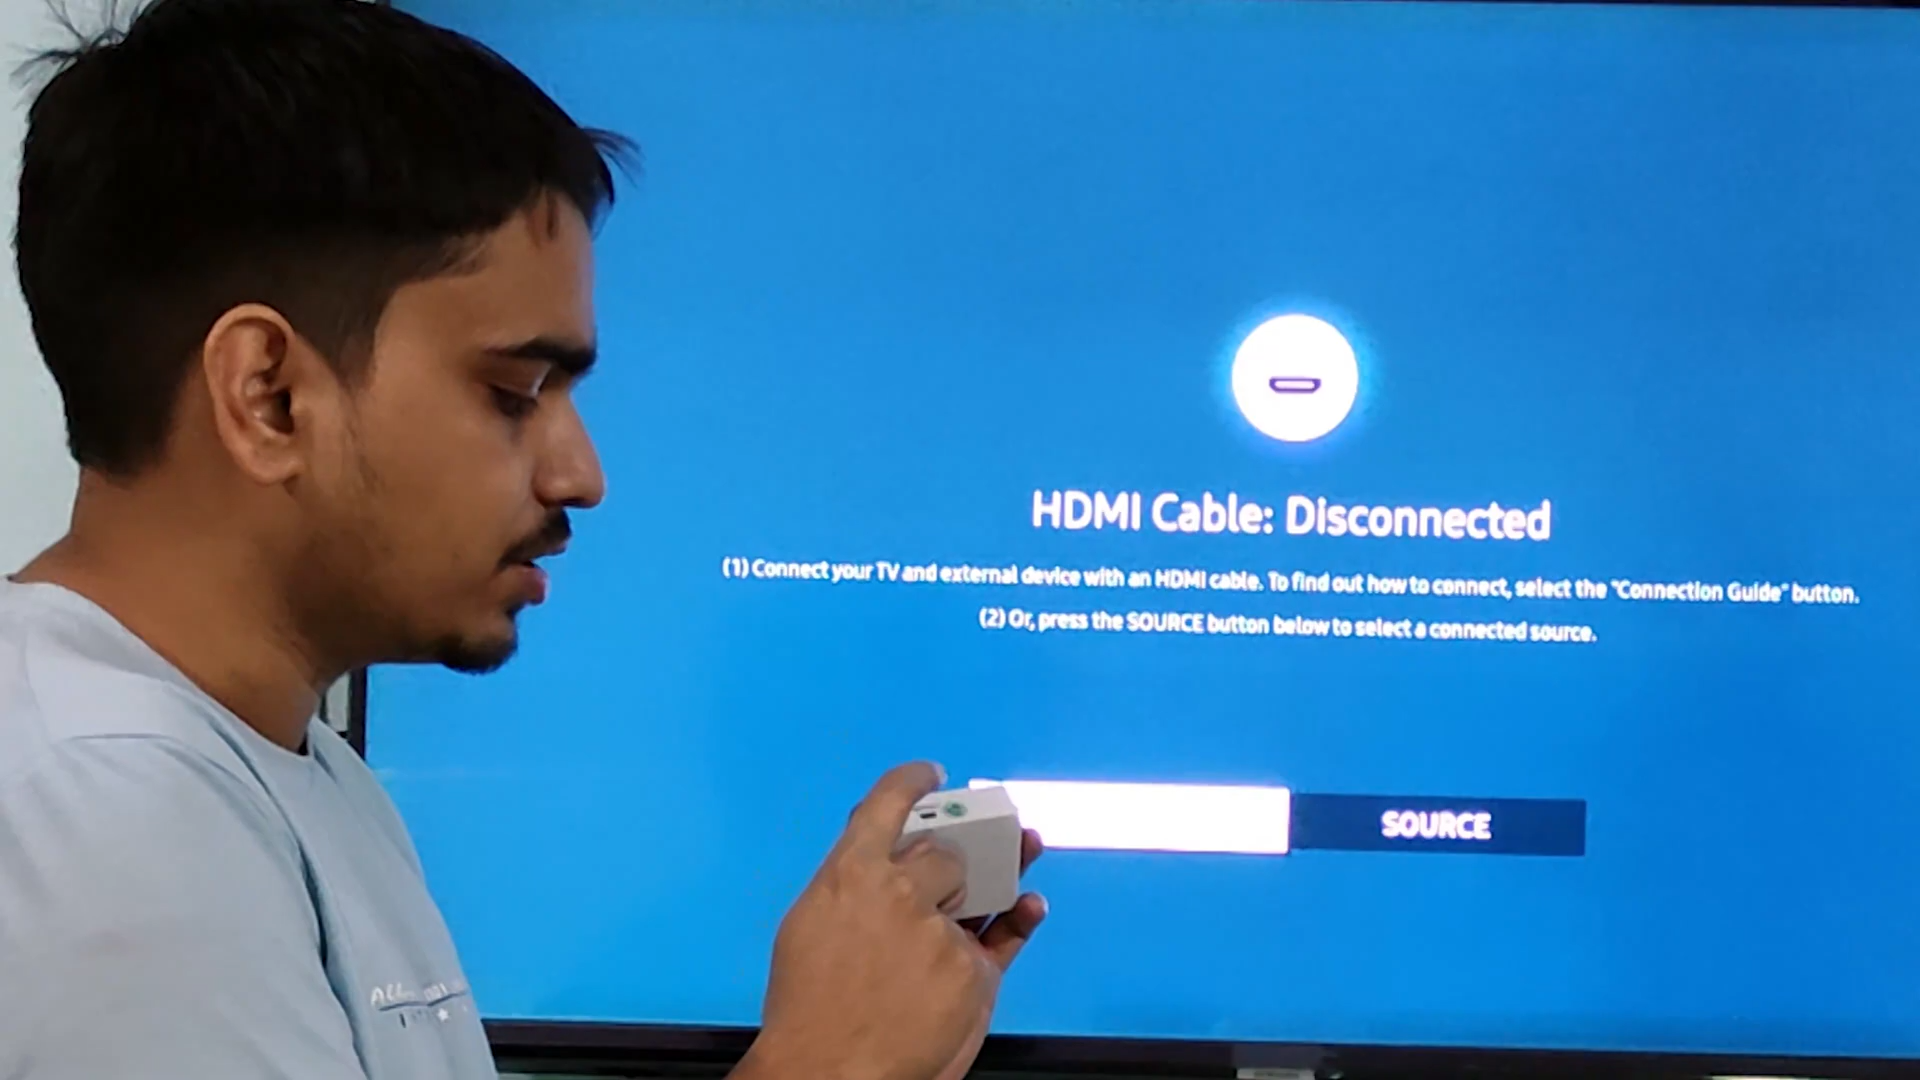 HDMI Cable: Disconnected
(1) Connect your TV and external device with an HDMI cable. To find out how to connect, select the "Connection Guide" button.
(2) Or, press the SOURCE button below to select a connected source.
SOURCE